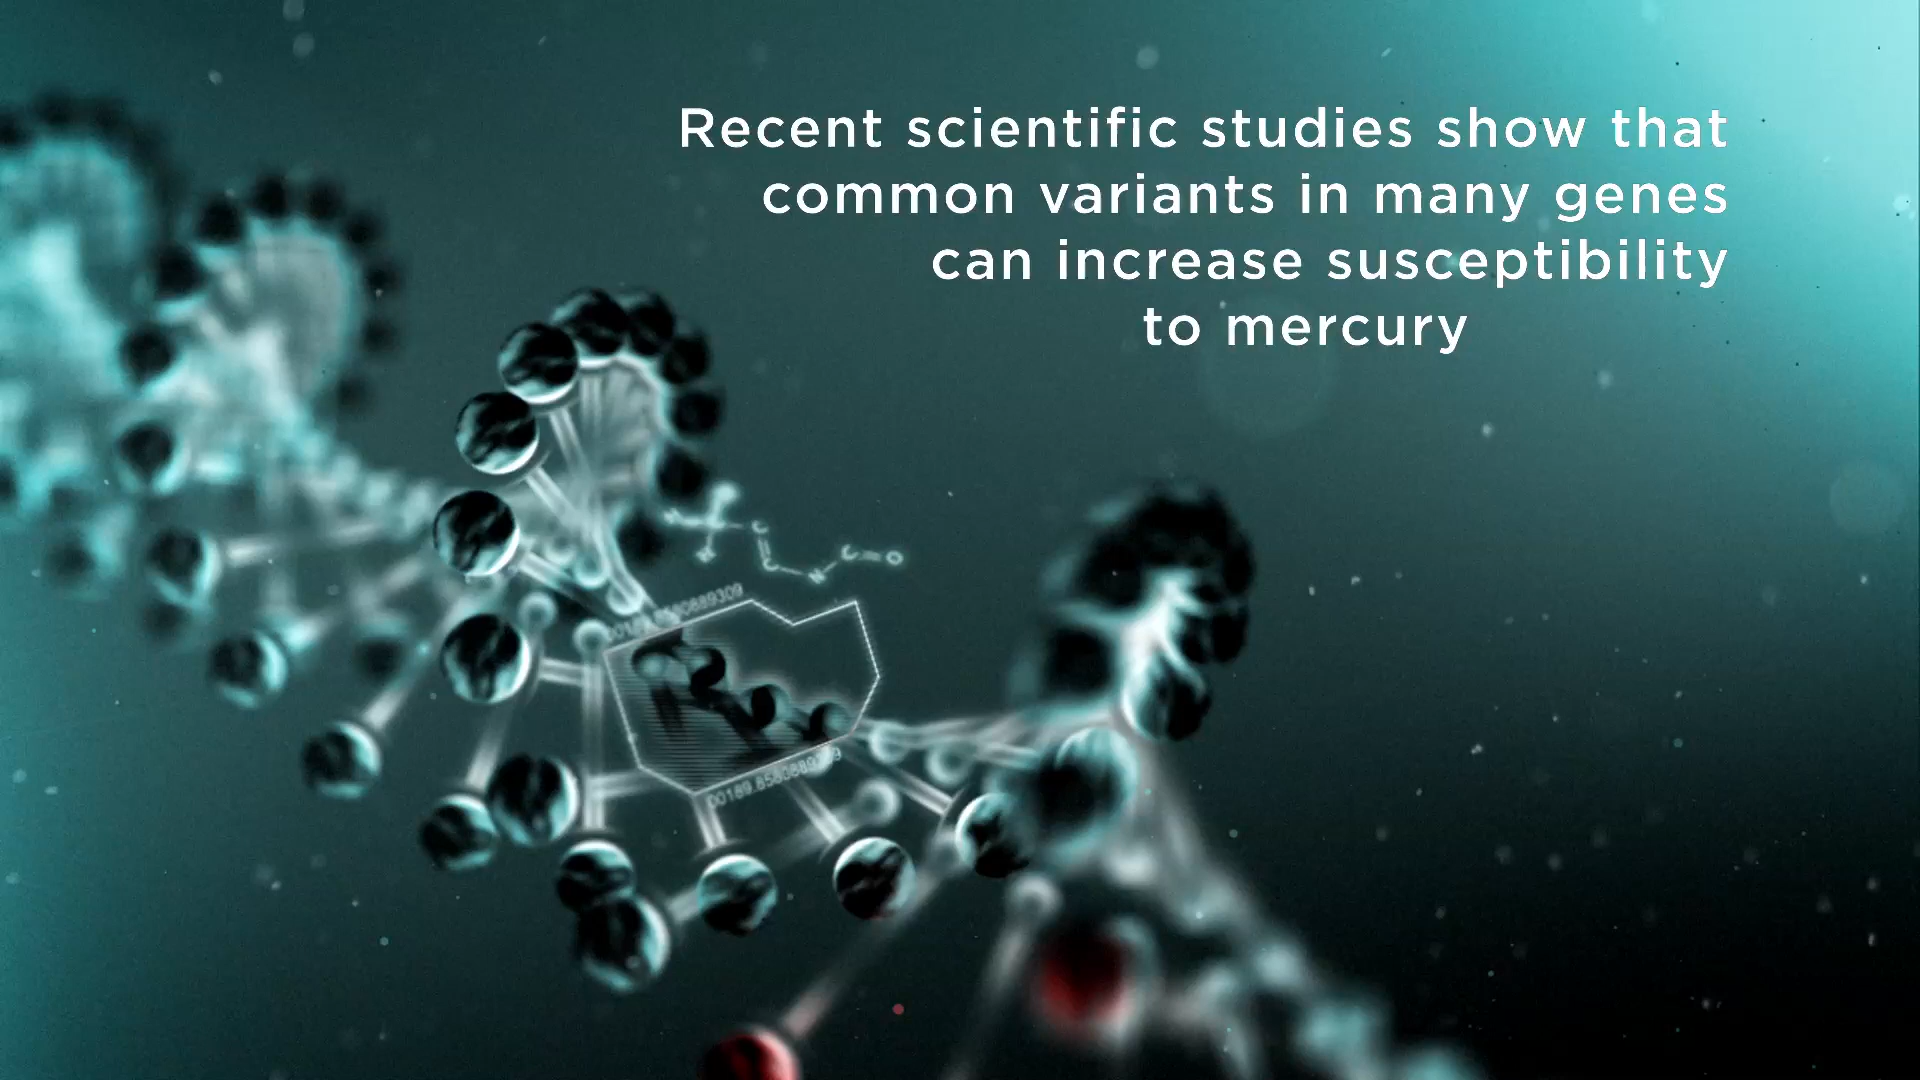 Recent scientific studies show that
common variants in many genes
can increase susceptibility
to mercury